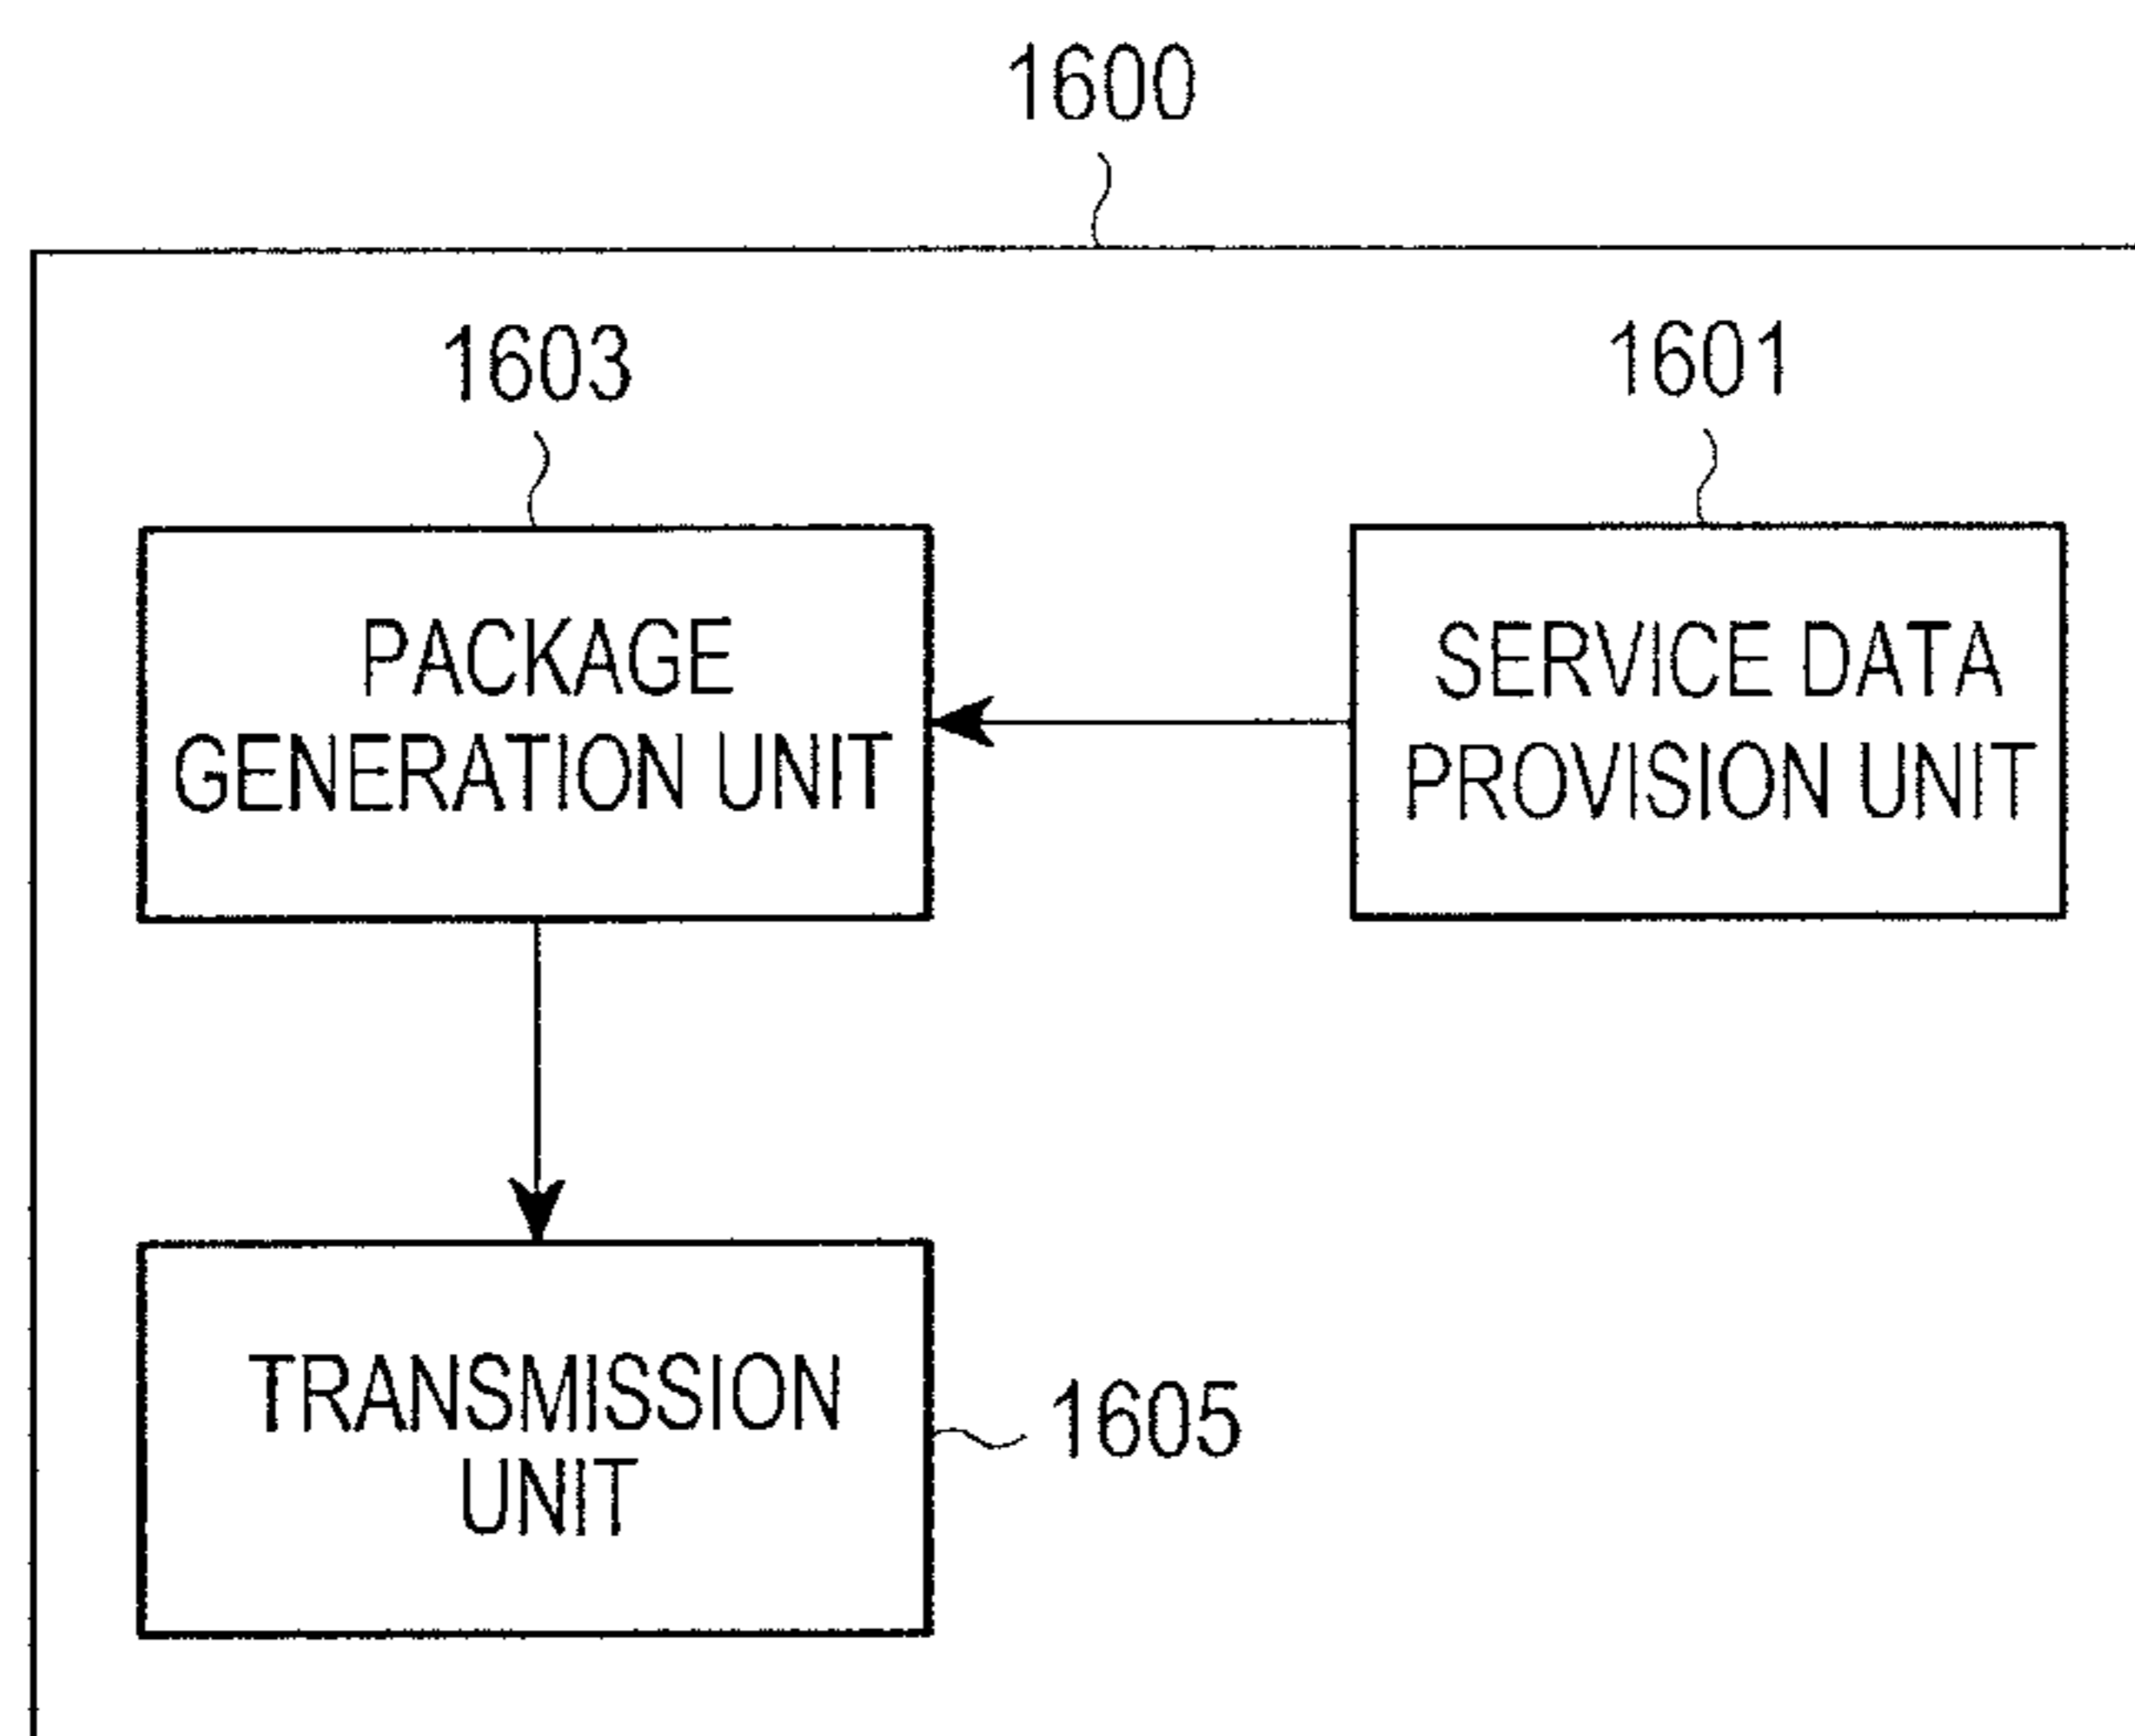 1600
1603
1601
PACKAGE
GENERATION UNIT
SERVICE DATA
PROVISION UNIT
TRANSMISSION
UNIT
1605